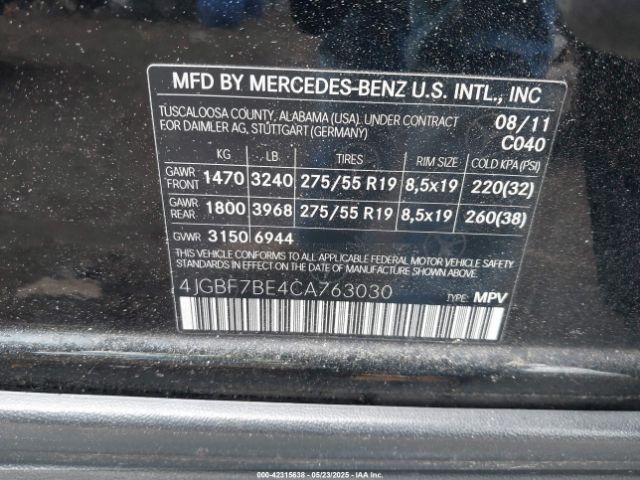 MFD BY MERCEDES-BENZ U.S. INTL., INC
TUSCALOOSA COUNTY, ALABAMA (USA). UNDER CONTRACT
FOR DAIMLER AG, STUTTGART (GERMANY)
08/11
C040
KG LB TIRES RIM SIZE COLD KPA (PSI)
GAWR FRONT 1470 3240 275/55 R19 8,5x19 220(32)
GAWR REAR 1800 3968 275/55 R19 8,5x19 260(38)
GVWR 3150 6944
THIS VEHICLE CONFORMS TO ALL APPLICABLE FEDERAL MOTOR VEHICLE SAFETY
STANDARDS IN EFFECT ON THE DATE OF MANUFACTURE SHOWN ABOVE.
4JGBF7BE4CA763030 TYPE: MPV
000-42315638 - 05/23/2025 - COPYRIGHT IAA, LLC.